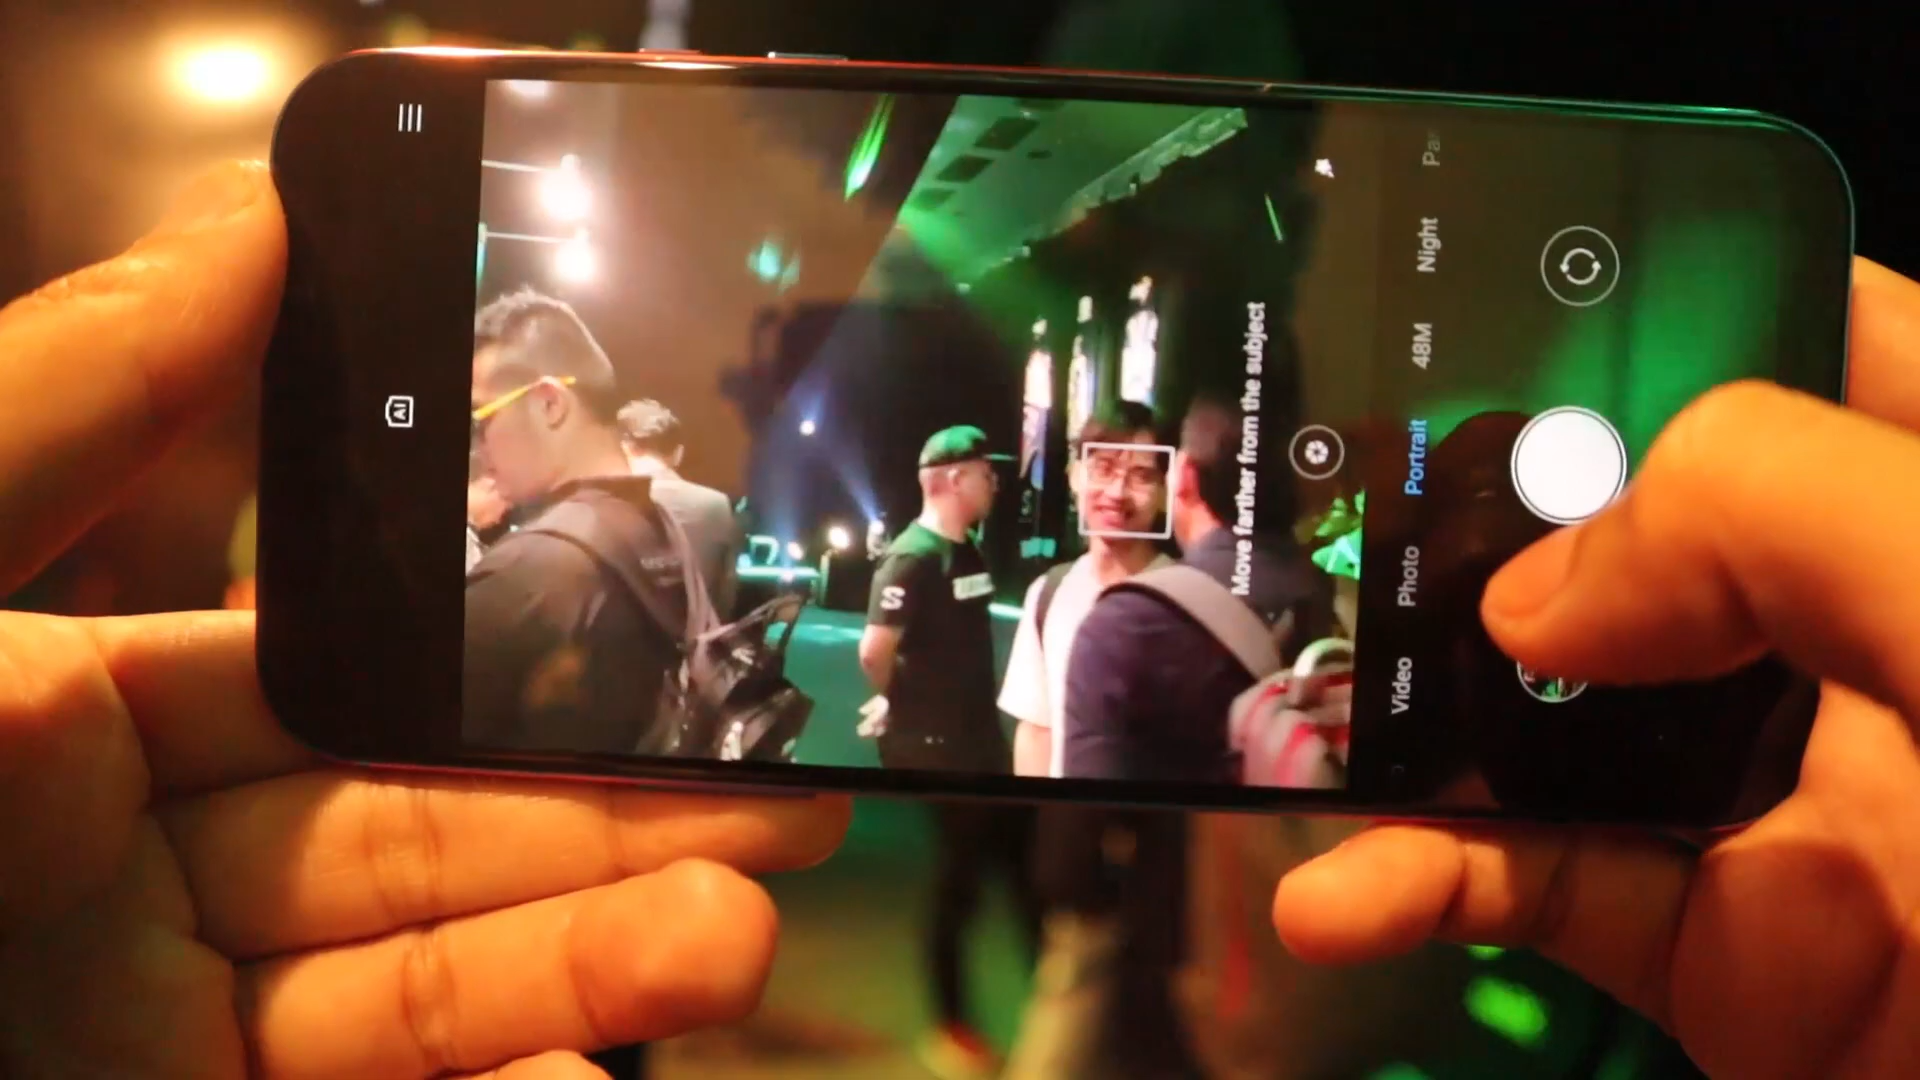 AI
Move farther from the subject
Night
48M
Portrait
Photo
Video